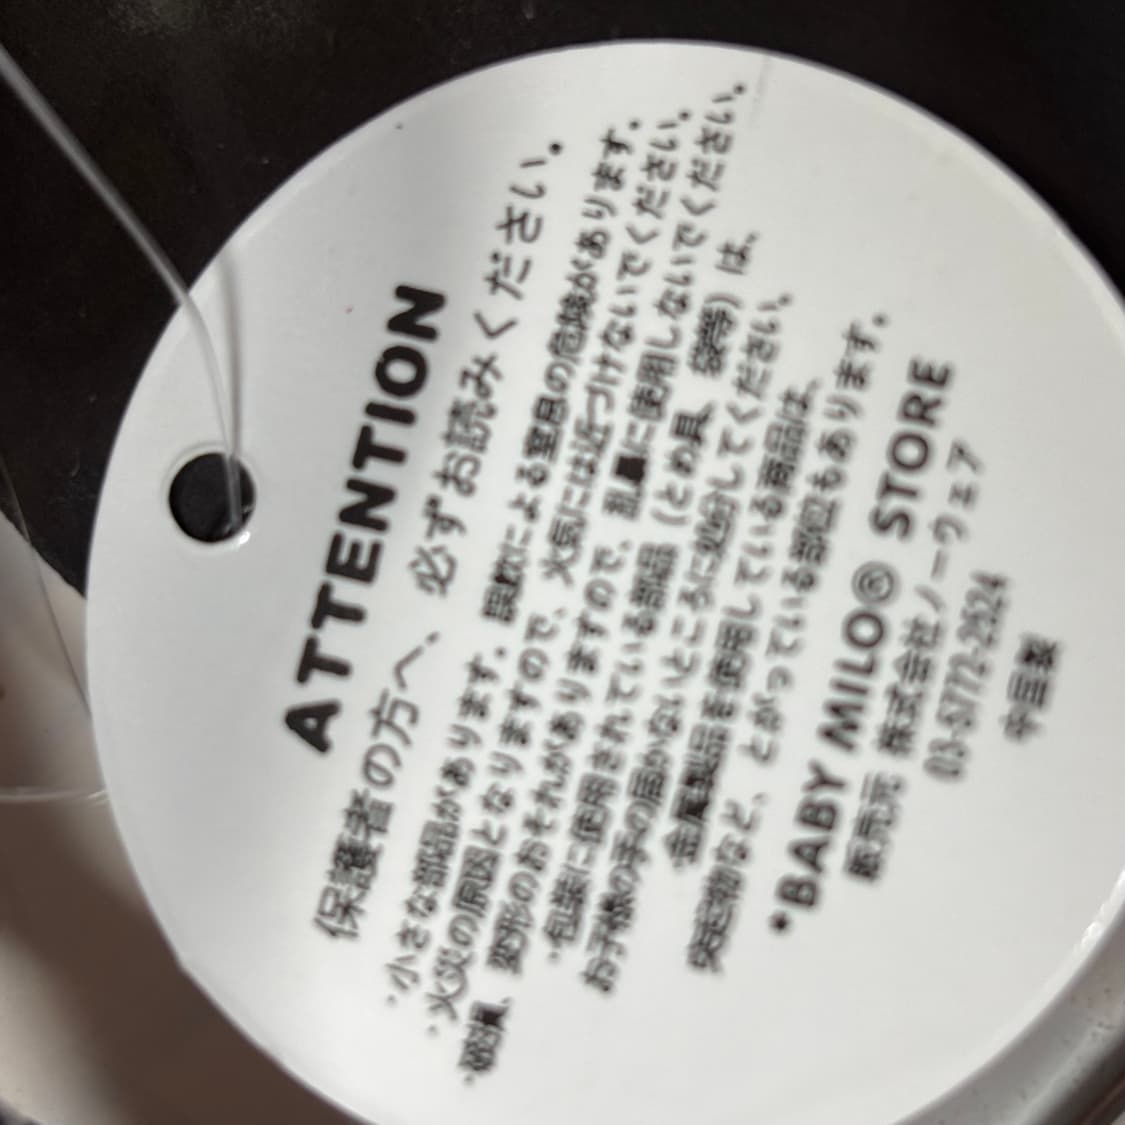 ATTENTION
保護者の方へ、必ずお読みください。
・小さな部品があります。誤飲による窒息の危険があります。
・火災の原因となりますので、火気には近づけないでください。
・破損、変形のおそれがありますので、乱暴に使用しないでください。
・包装に使用されている部品（とめ具、袋等）は、
お子様の手の届かないところに処分してください。
金属製品を使用している商品は、
突起物など、とがっている部位もあります。
*BABY MILO® STORE
販売元 株式会社ノーウェア
03-5772-2524
中国製